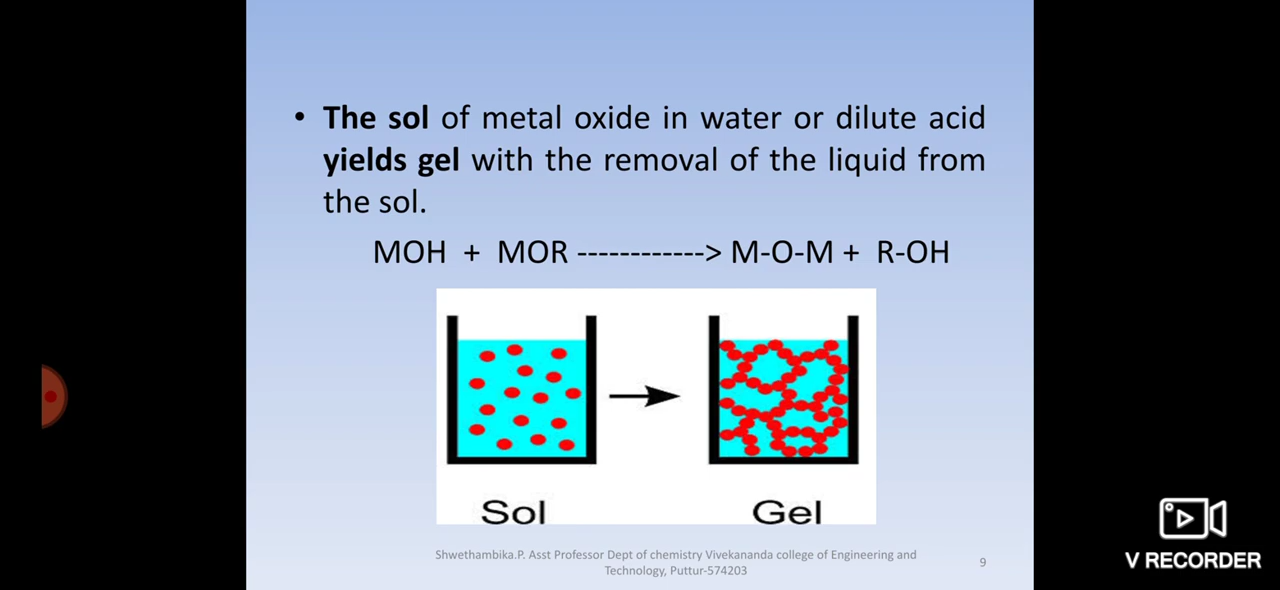 • The sol of metal oxide in water or dilute acid
yields gel with the removal of the liquid from
the sol.
MOH + MOR ------------> M-O-M + R-OH
Sol
Gel
Shwethambika.P. Asst Professor Dept of chemistry Vivekananda college of Engineering and
Technology, Puttur-574203
9
V RECORDER